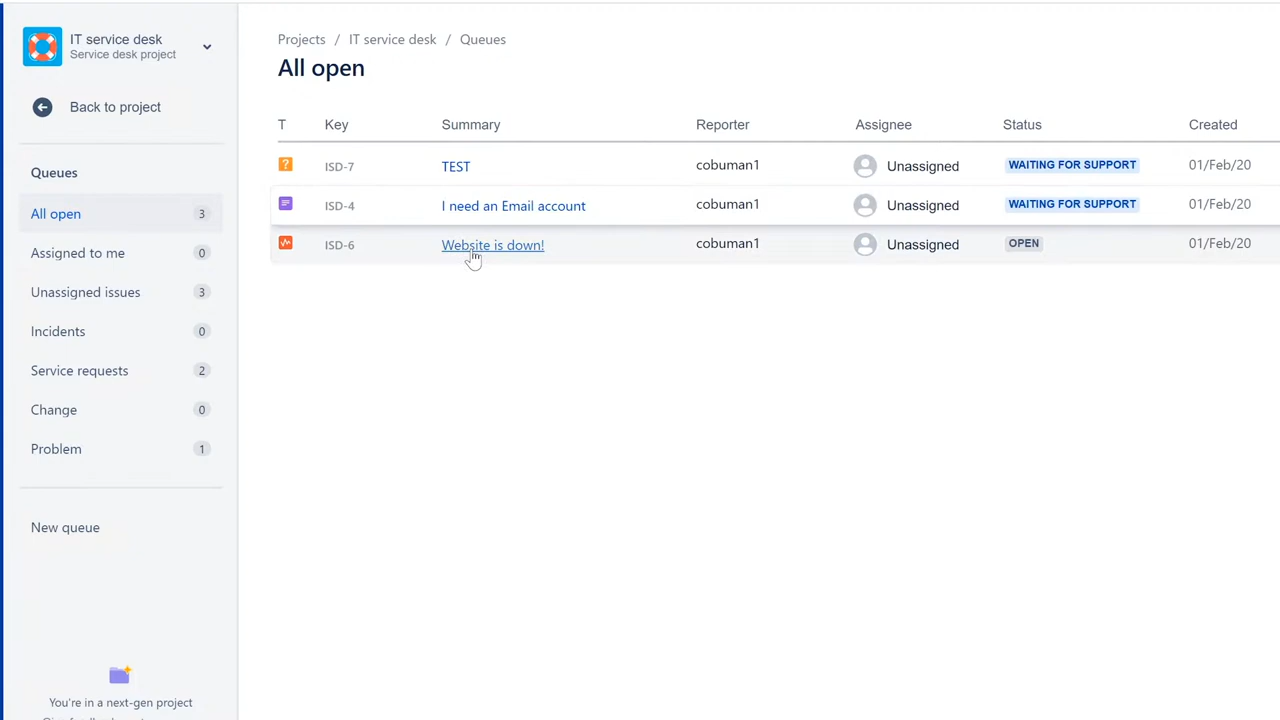 IT service desk
Service desk project
Back to project
Queues
All open 3
Assigned to me 0
Unassigned issues 3
Incidents 0
Service requests 2
Change 0
Problem 1
New queue
You're in a next-gen project
Projects / IT service desk / Queues
All open
T Key Summary Reporter Assignee Status Created
? ISD-7 TEST cobuman1 Unassigned WAITING FOR SUPPORT 01/Feb/20
ISD-4 I need an Email account cobuman1 Unassigned WAITING FOR SUPPORT 01/Feb/20
ISD-6 Website is down! cobuman1 Unassigned OPEN 01/Feb/20